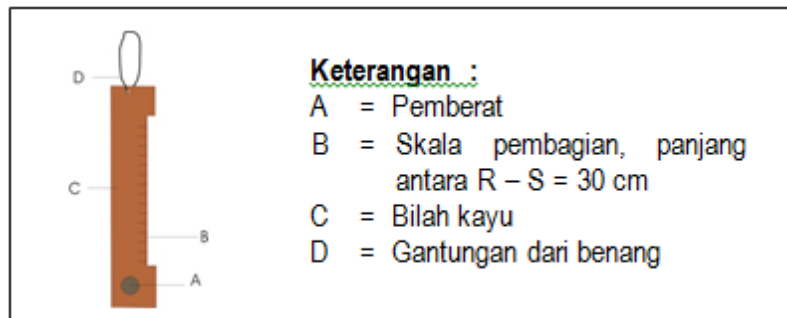 D
C
B
A
Keterangan :
A = Pemberat
B = Skala pembagian, panjang
antara R – S = 30 cm
C = Bilah kayu
D = Gantungan dari benang